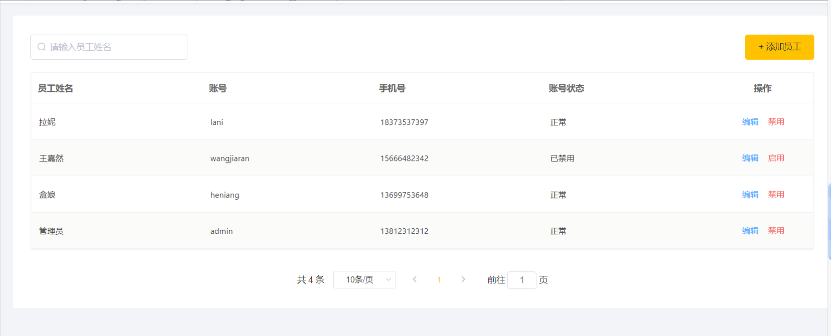 请输入员工姓名
+ 添加员工
员工姓名 账号 手机号 账号状态 操作
拉妮 lani 18373537397 正常 编辑 禁用
王嘉然 wangjiaran 15666482342 已禁用 编辑 启用
盒娘 heniang 13699753648 正常 编辑 禁用
管理员 admin 13812312312 正常 编辑 禁用
共 4 条 10条/页 1 前往 1 页